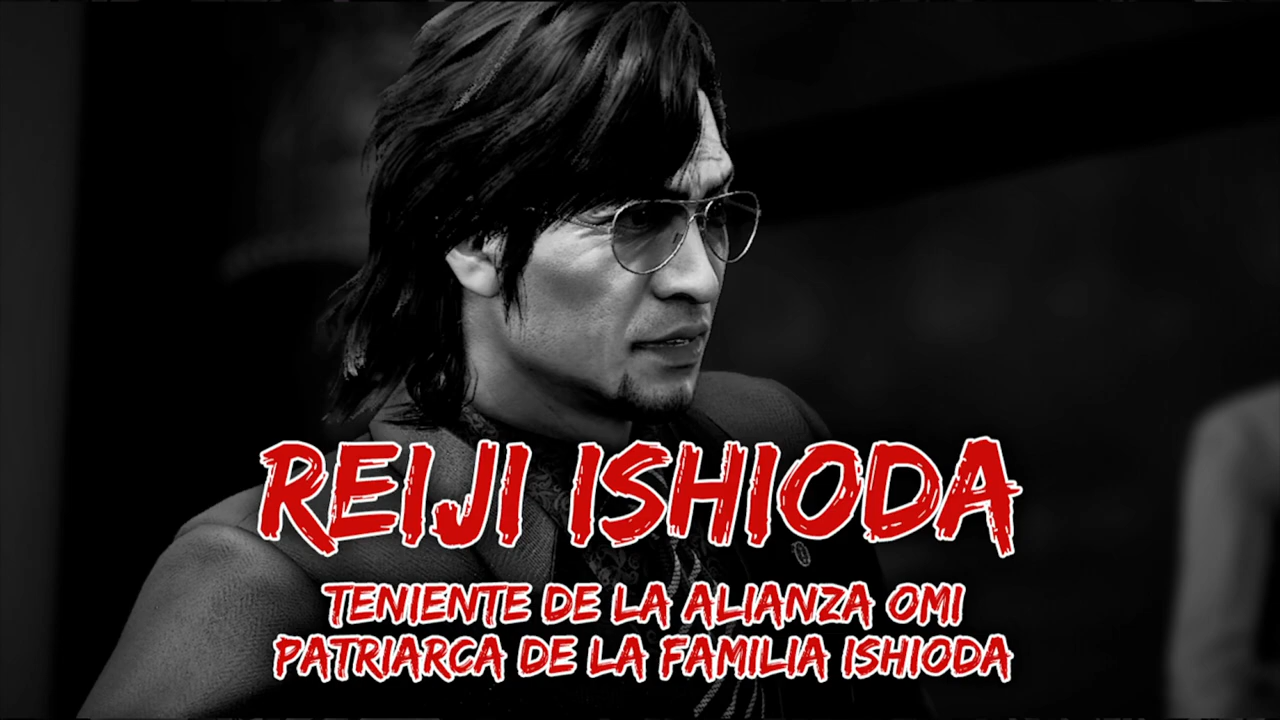 REIJI ISHIODA
TENIENTE DE LA ALIANZA OMI
PATRIARCA DE LA FAMILIA ISHIODA